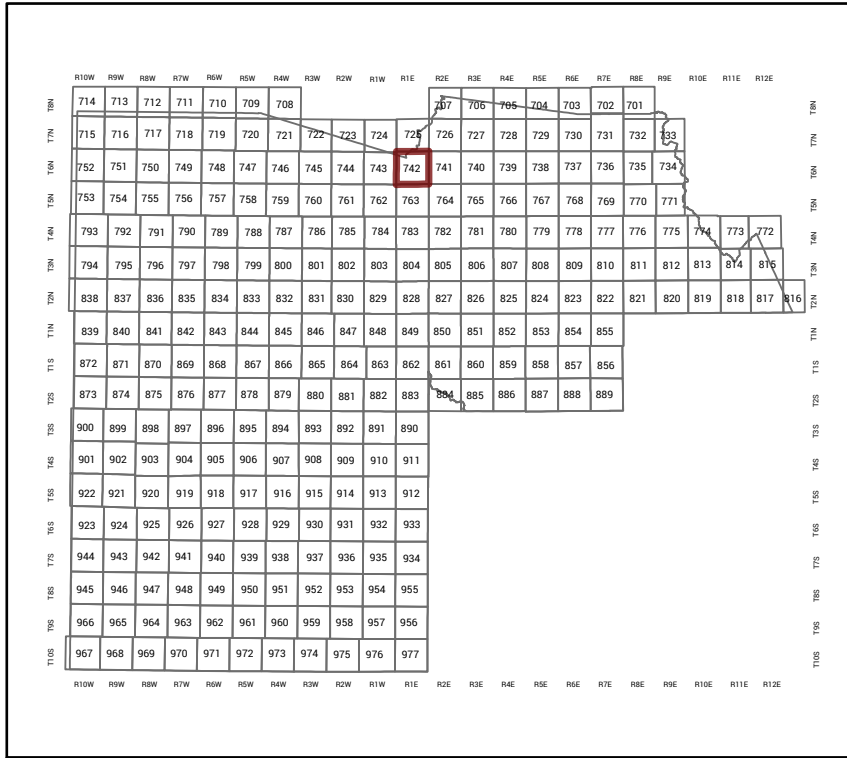 R10W R9W R8W R7W R6W R5W R4W R3W R2W R1W R1E R2E R3E R4E R5E R6E R7E R8E R9E R10E R11E R12E
T8N 714 713 712 711 710 709 708 707 706 705 704 703 702 701 T8N
T7N 715 716 717 718 719 720 721 722 723 724 725 726 727 728 729 730 731 732 733 T7N
T6N 752 751 750 749 748 747 746 745 744 743 742 741 740 739 738 737 736 735 734 T6N
T5N 753 754 755 756 757 758 759 760 761 762 763 764 765 766 767 768 769 770 771 T5N
T4N 793 792 791 790 789 788 787 786 785 784 783 782 781 780 779 778 777 776 775 774 773 772 T4N
T3N 794 795 796 797 798 799 800 801 802 803 804 805 806 807 808 809 810 811 812 813 814 815 T3N
T2N 838 837 836 835 834 833 832 831 830 829 828 827 826 825 824 823 822 821 820 819 818 817 816 T2N
T1N 839 840 841 842 843 844 845 846 847 848 849 850 851 852 853 854 855 T1N
T1S 872 871 870 869 868 867 866 865 864 863 862 861 860 859 858 857 856 T1S
T2S 873 874 875 876 877 878 879 880 881 882 883 884 885 886 887 888 889 T2S
T3S 900 899 898 897 896 895 894 893 892 891 890 T3S
T4S 901 902 903 904 905 906 907 908 909 910 911 T4S
T5S 922 921 920 919 918 917 916 915 914 913 912 T5S
T6S 923 924 925 926 927 928 929 930 931 932 933 T6S
T7S 944 943 942 941 940 939 938 937 936 935 934 T7S
T8S 945 946 947 948 949 950 951 952 953 954 955 T8S
T9S 966 965 964 963 962 961 960 959 958 957 956 T9S
T10S 967 968 969 970 971 972 973 974 975 976 977 T10S
R10W R9W R8W R7W R6W R5W R4W R3W R2W R1W R1E R2E R3E R4E R5E R6E R7E R8E R9E R10E R11E R12E